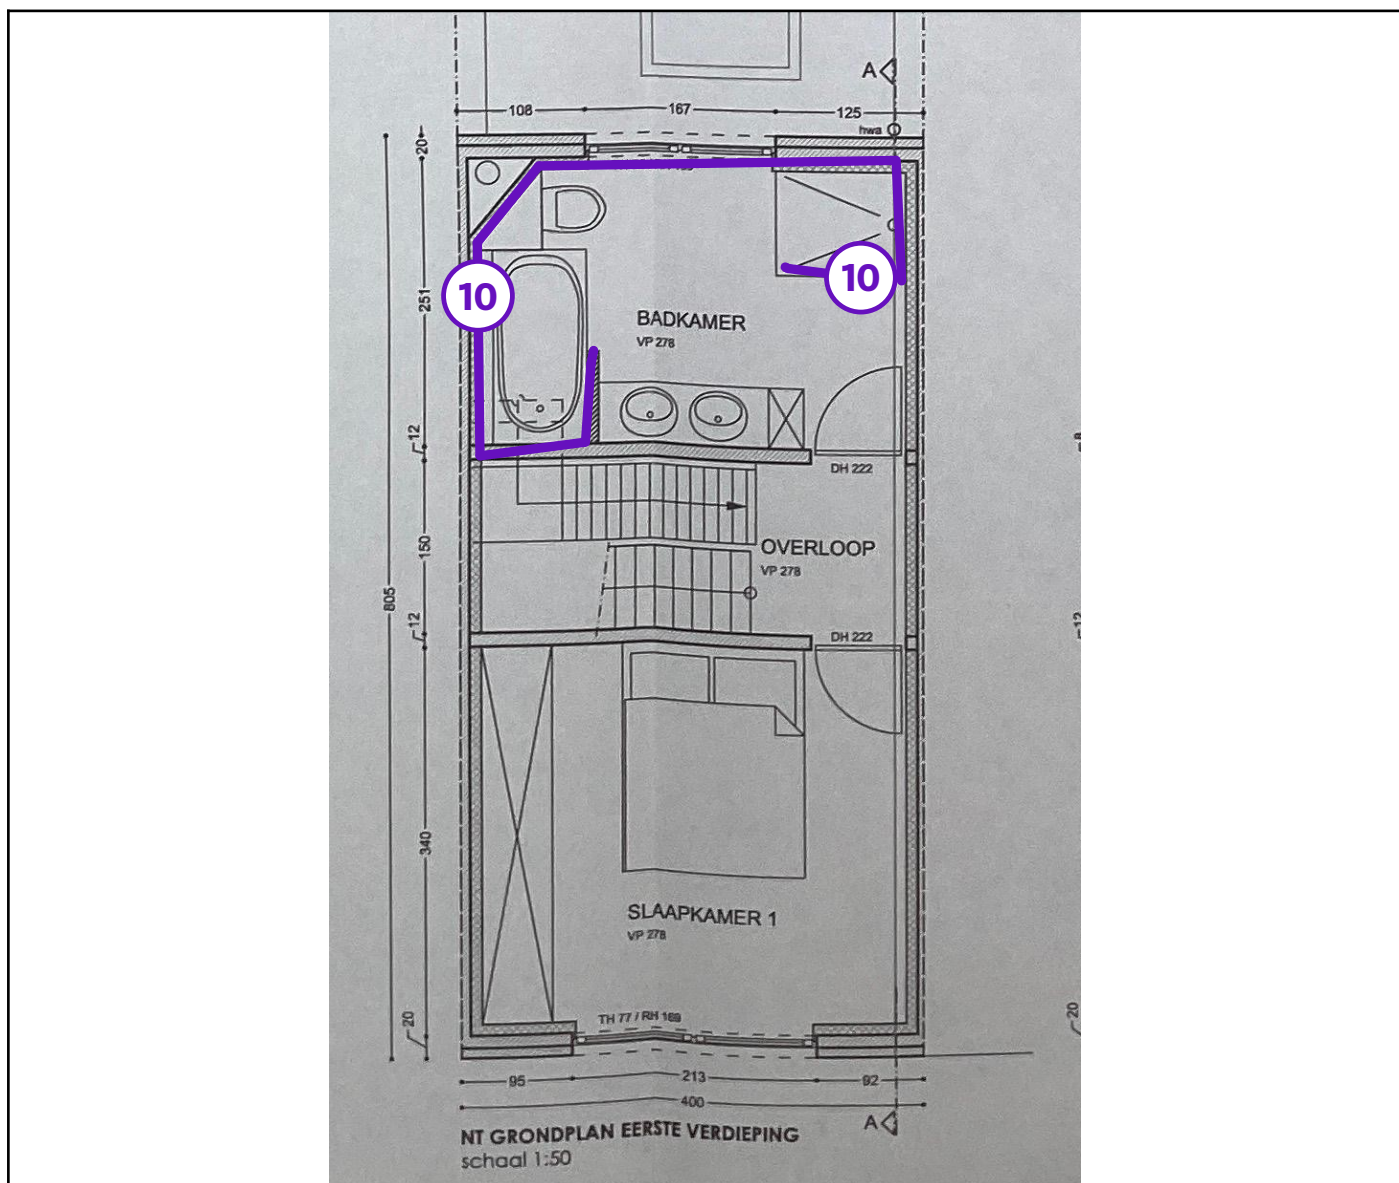 A
108 167 125
hwa
20
10
251
10
BADKAMER
VP 278
12
DH 222
150
OVERLOOP
VP 278
805
12
DH 222
340
SLAAPKAMER 1
VP 278
20
TH 77 / RH 169
95 213 92
400
A
NT GRONDPLAN EERSTE VERDIEPING
schaal 1:50
12
20